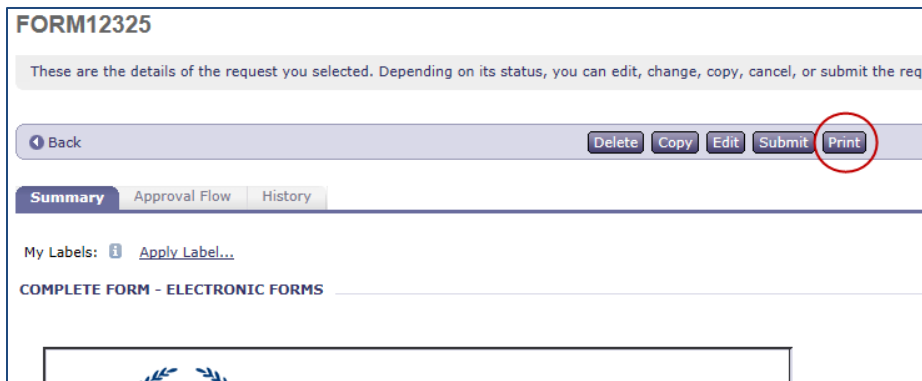 FORM12325
These are the details of the request you selected. Depending on its status, you can edit, change, copy, cancel, or submit the req
Back Delete Copy Edit Submit Print
Summary Approval Flow History
My Labels: i Apply Label...
COMPLETE FORM - ELECTRONIC FORMS